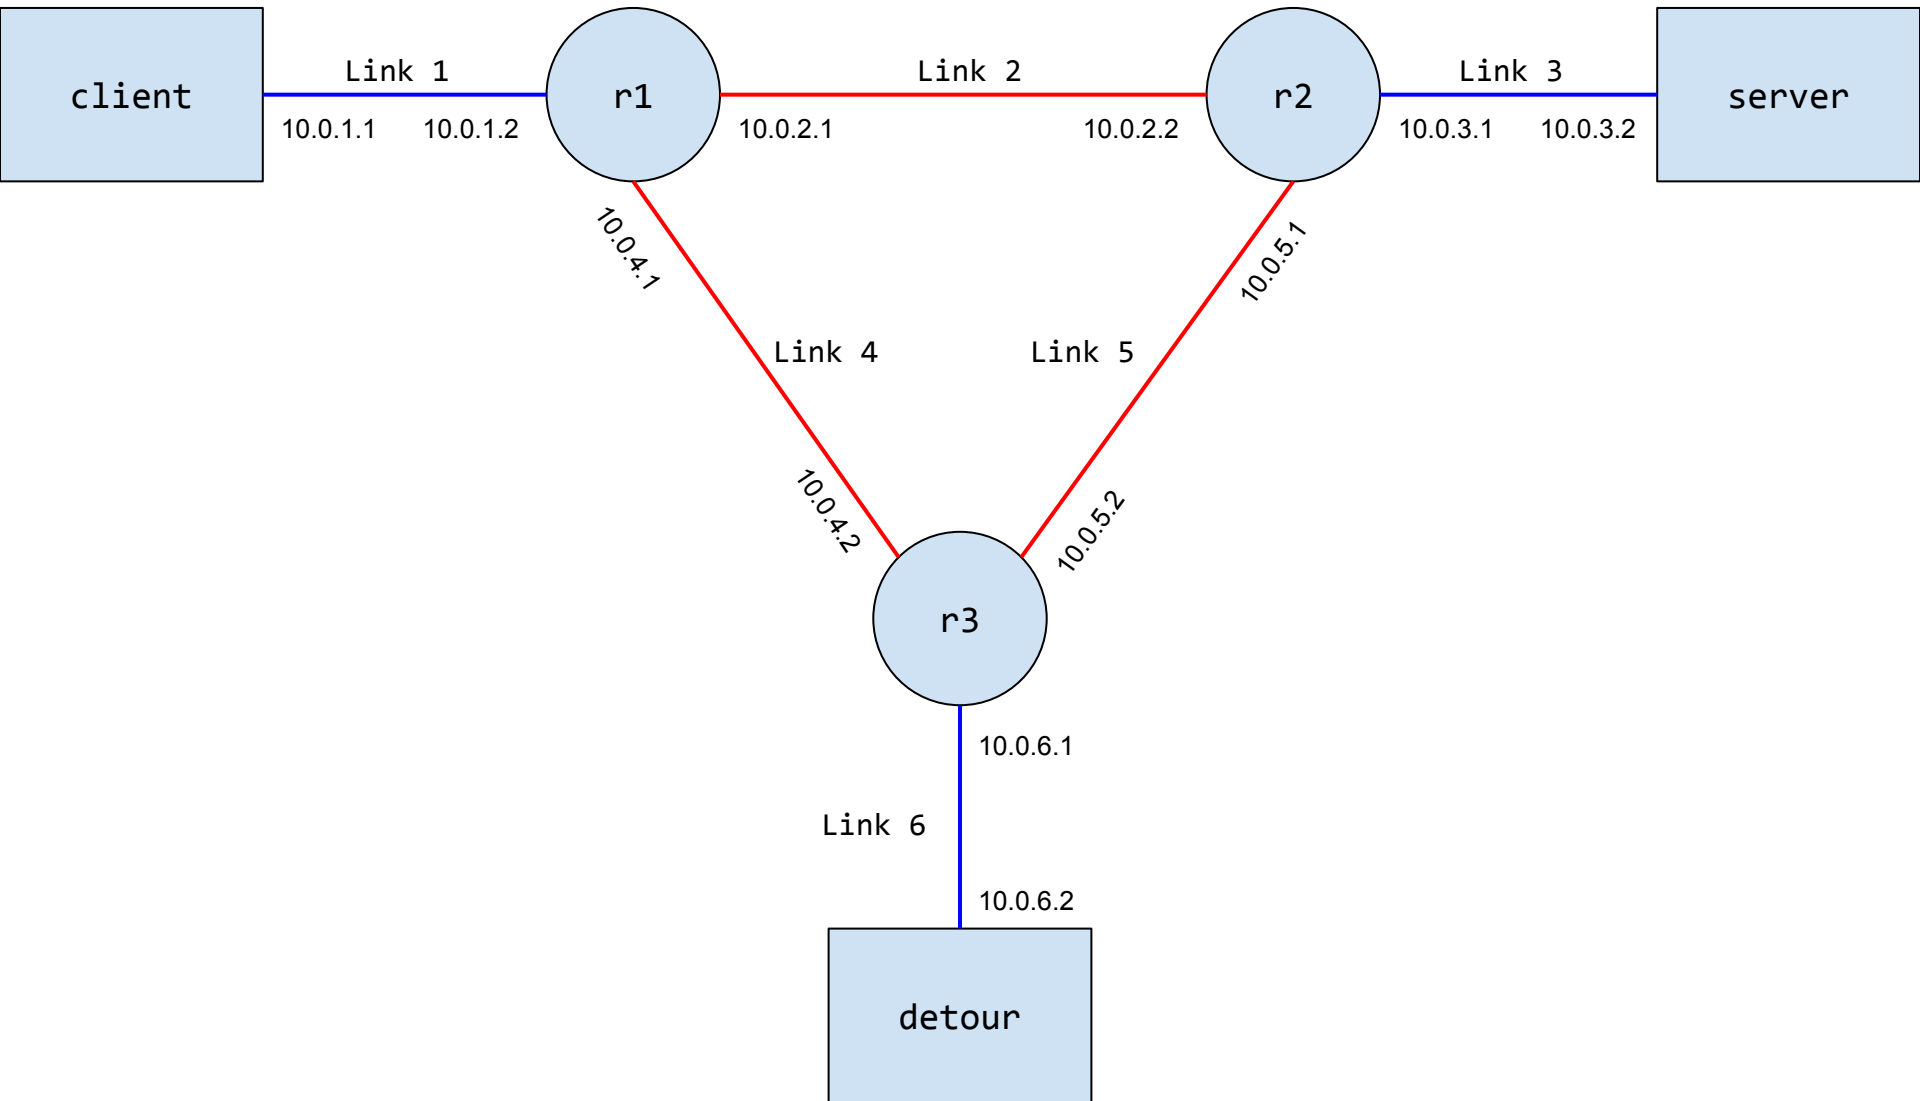 client
Link 1
10.0.1.1
10.0.1.2
r1
Link 2
10.0.2.1
10.0.2.2
r2
Link 3
10.0.3.1
10.0.3.2
server
10.0.4.1
10.0.5.1
Link 4
Link 5
10.0.4.2
10.0.5.2
r3
10.0.6.1
Link 6
10.0.6.2
detour